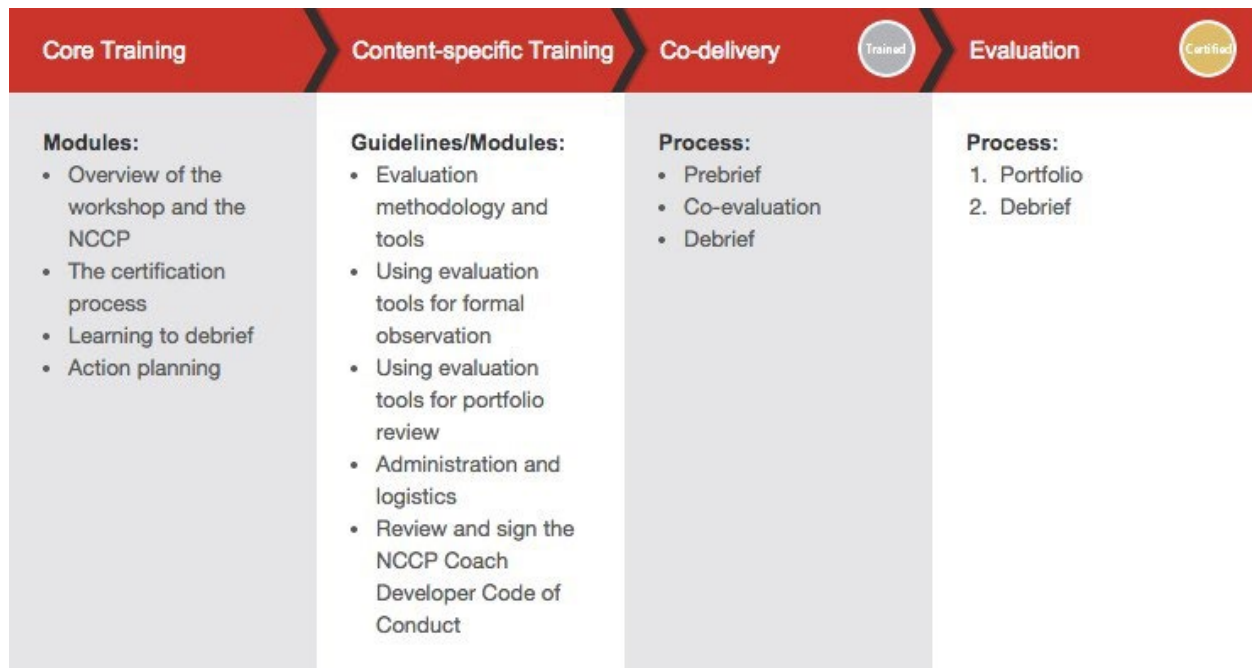 Core Training
Content-specific Training
Co-delivery
Trained
Evaluation
Certified
Modules:
• Overview of the
workshop and the
NCCP
• The certification
process
• Learning to debrief
• Action planning
Guidelines/Modules:
• Evaluation
methodology and
tools
• Using evaluation
tools for formal
observation
• Using evaluation
tools for portfolio
review
• Administration and
logistics
• Review and sign the
NCCP Coach
Developer Code of
Conduct
Process:
• Prebrief
• Co-evaluation
• Debrief
Process:
1. Portfolio
2. Debrief